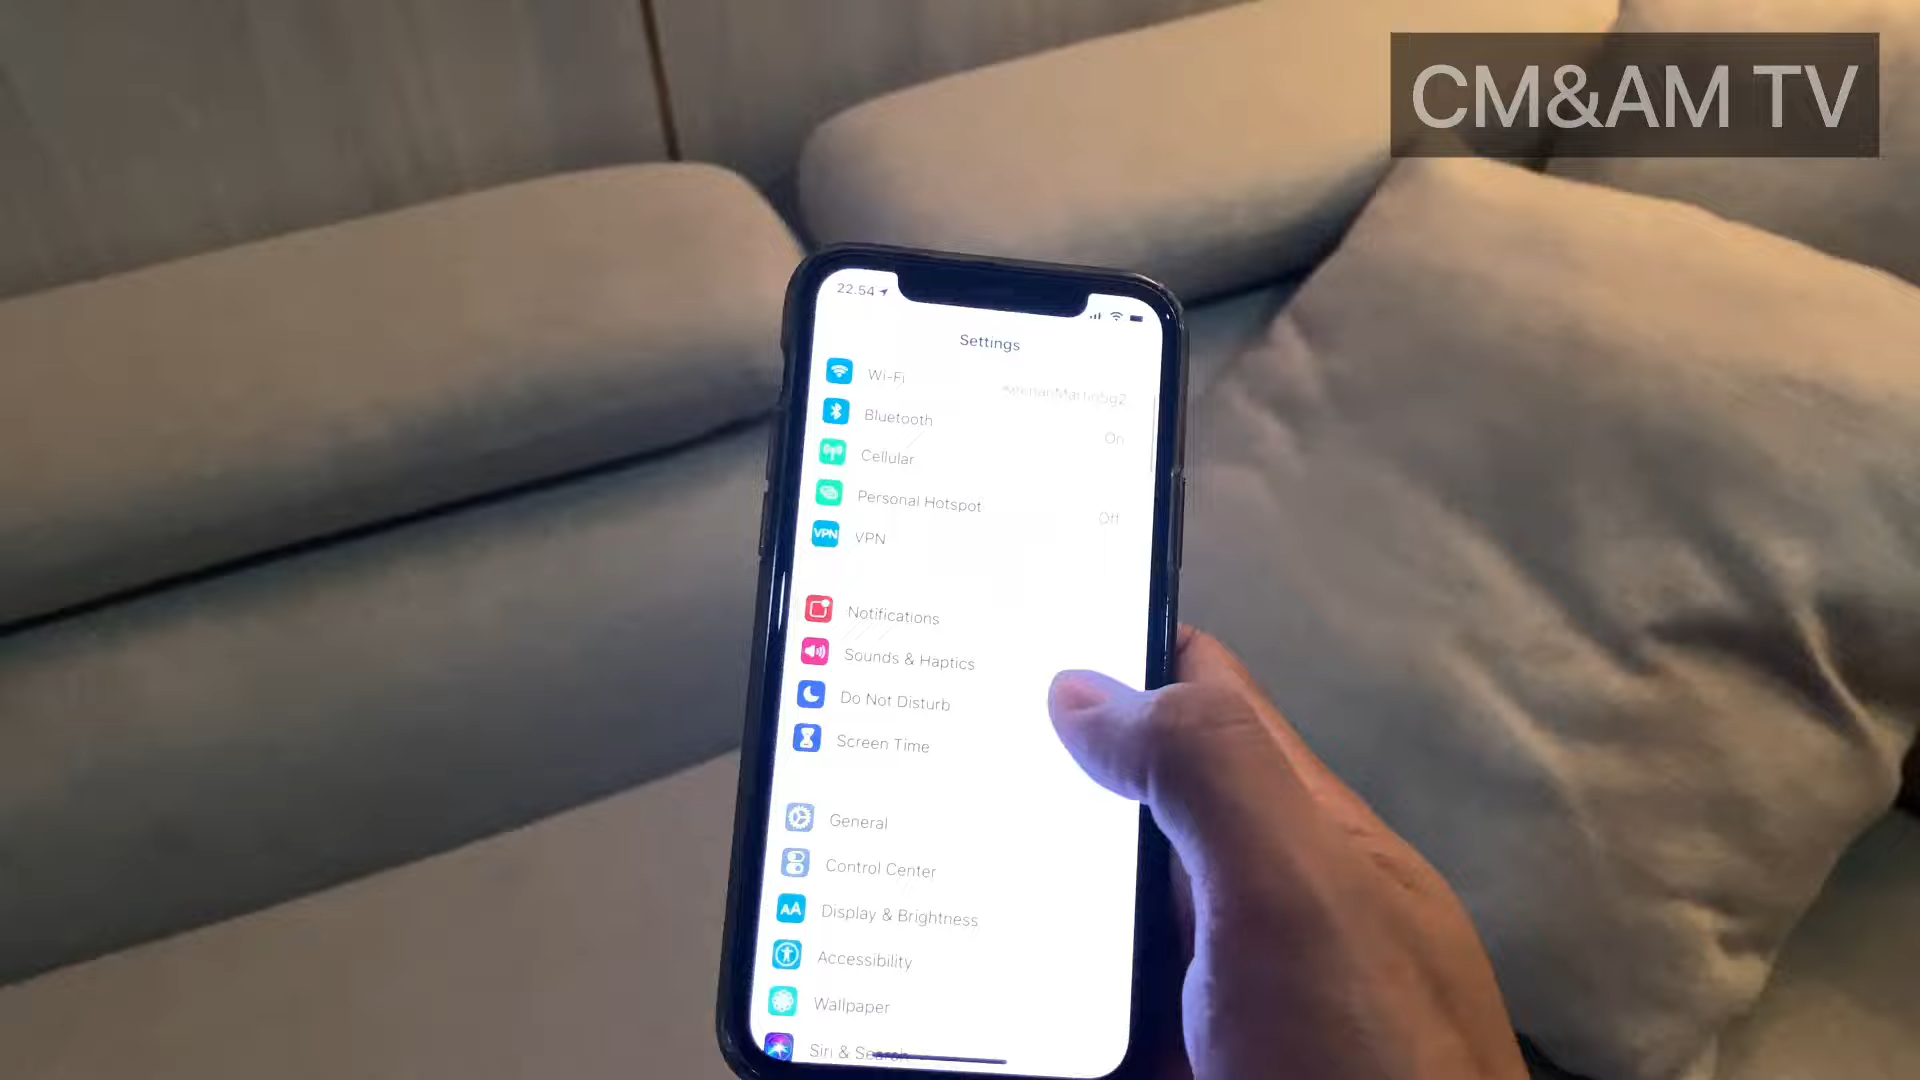 CM&AM TV
22.54
Settings
Wi-Fi
Bluetooth On
Cellular
Personal Hotspot Off
VPN VPN
Notifications
Sounds & Haptics
Do Not Disturb
Screen Time
General
Control Center
AA Display & Brightness
Accessibility
Wallpaper
Siri & Search